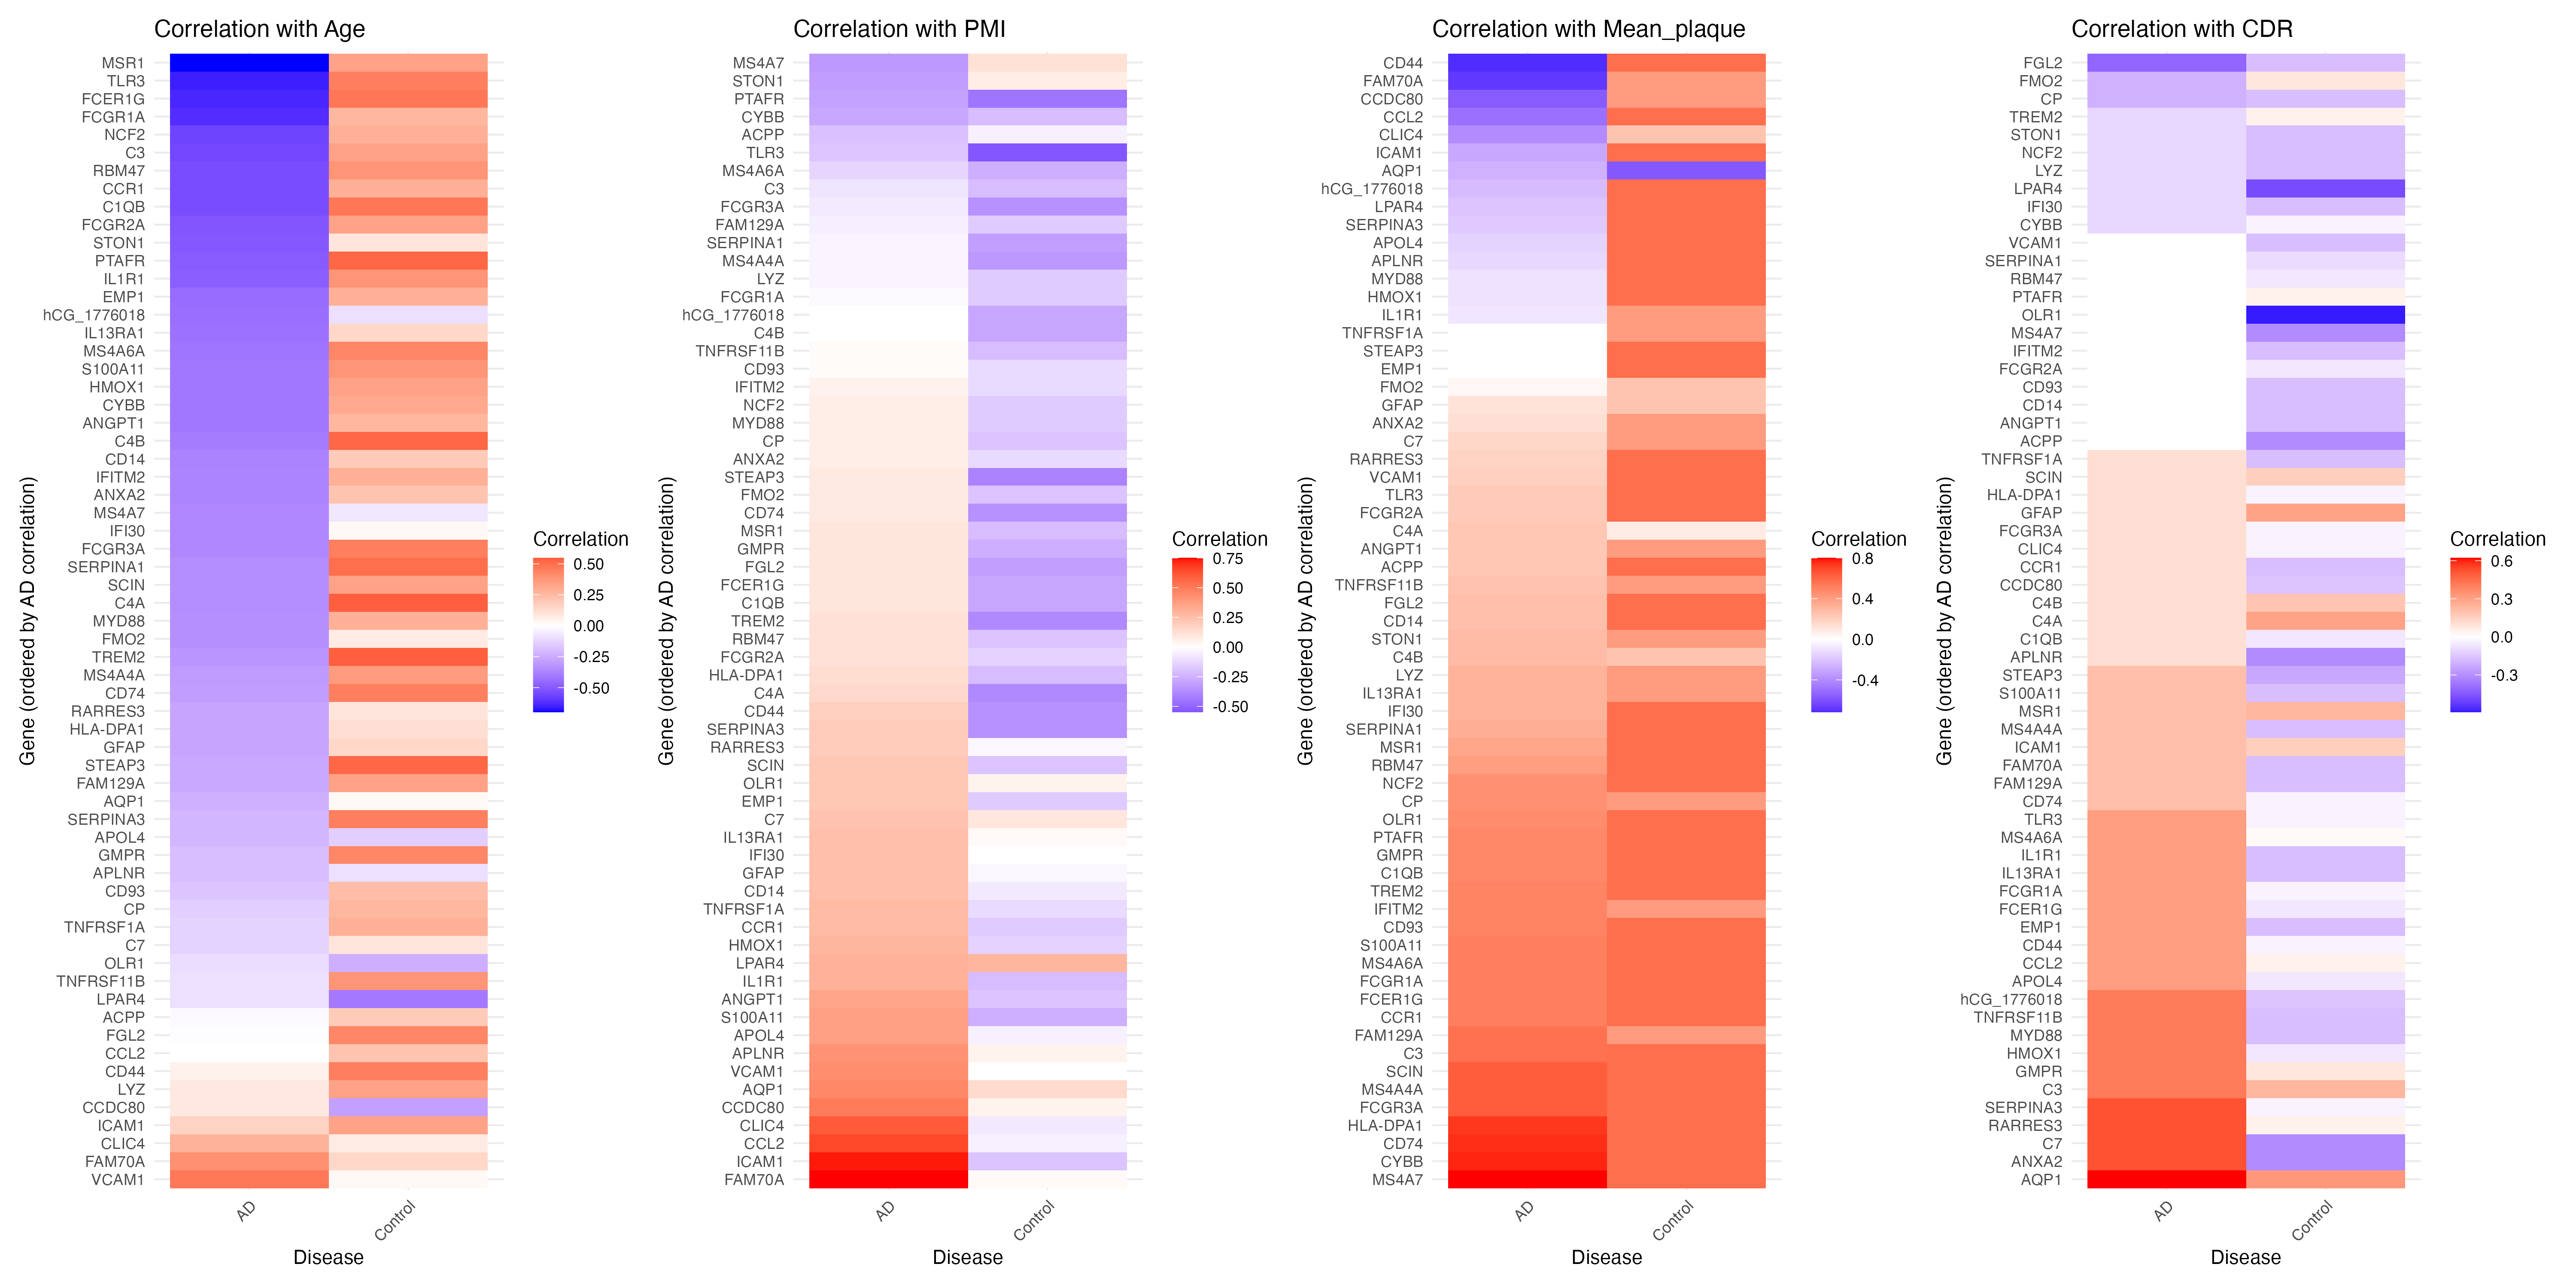 Correlation with Age
MSR1
TLR3
FCER1G
FCGR1A
NCF2
C3
RBM47
CCR1
C1QB
FCGR2A
STON1
PTAFR
IL1R1
EMP1
hCG_1776018
IL13RA1
MS4A6A
S100A11
HMOX1
CYBB
ANGPT1
C4B
CD14
IFITM2
ANXA2
MS4A7
IFI30
FCGR3A
SERPINA1
SCIN
C4A
MYD88
FMO2
TREM2
MS4A4A
CD74
RARRES3
HLA-DPA1
GFAP
STEAP3
FAM129A
AQP1
SERPINA3
APOL4
GMPR
APLNR
CD93
CP
TNFRSF1A
C7
OLR1
TNFRSF11B
LPAR4
ACPP
FGL2
CCL2
CD44
LYZ
CCDC80
ICAM1
CLIC4
FAM70A
VCAM1
Gene (ordered by AD correlation)
AD
Control
Disease
Correlation
0.50
0.25
0.00
-0.25
-0.50
Correlation with PMI
MS4A7
STON1
PTAFR
CYBB
ACPP
TLR3
MS4A6A
C3
FCGR3A
FAM129A
SERPINA1
MS4A4A
LYZ
FCGR1A
hCG_1776018
C4B
TNFRSF11B
CD93
IFITM2
NCF2
MYD88
CP
ANXA2
STEAP3
FMO2
CD74
MSR1
GMPR
FGL2
FCER1G
C1QB
TREM2
RBM47
FCGR2A
HLA-DPA1
C4A
CD44
SERPINA3
RARRES3
SCIN
OLR1
EMP1
C7
IL13RA1
IFI30
GFAP
CD14
TNFRSF1A
CCR1
HMOX1
LPAR4
IL1R1
ANGPT1
S100A11
APOL4
APLNR
VCAM1
AQP1
CCDC80
CLIC4
CCL2
ICAM1
FAM70A
Gene (ordered by AD correlation)
AD
Control
Disease
Correlation
0.75
0.50
0.25
0.00
-0.25
-0.50
Correlation with Mean_plaque
CD44
FAM70A
CCDC80
CCL2
CLIC4
ICAM1
AQP1
hCG_1776018
LPAR4
SERPINA3
APOL4
APLNR
MYD88
HMOX1
IL1R1
TNFRSF1A
STEAP3
EMP1
FMO2
GFAP
ANXA2
C7
RARRES3
VCAM1
TLR3
FCGR2A
C4A
ANGPT1
ACPP
TNFRSF11B
FGL2
CD14
STON1
C4B
LYZ
IL13RA1
IFI30
SERPINA1
MSR1
RBM47
NCF2
CP
OLR1
PTAFR
GMPR
C1QB
TREM2
IFITM2
CD93
S100A11
MS4A6A
FCGR1A
FCER1G
CCR1
FAM129A
C3
SCIN
MS4A4A
FCGR3A
HLA-DPA1
CD74
CYBB
MS4A7
Gene (ordered by AD correlation)
AD
Control
Disease
Correlation
0.8
0.4
0.0
-0.4
Correlation with CDR
FGL2
FMO2
CP
TREM2
STON1
NCF2
LYZ
LPAR4
IFI30
CYBB
VCAM1
SERPINA1
RBM47
PTAFR
OLR1
MS4A7
IFITM2
FCGR2A
CD93
CD14
ANGPT1
ACPP
TNFRSF1A
SCIN
HLA-DPA1
GFAP
FCGR3A
CLIC4
CCR1
CCDC80
C4B
C4A
C1QB
APLNR
STEAP3
S100A11
MSR1
MS4A4A
ICAM1
FAM70A
FAM129A
CD74
TLR3
MS4A6A
IL1R1
IL13RA1
FCGR1A
FCER1G
EMP1
CD44
CCL2
APOL4
hCG_1776018
TNFRSF11B
MYD88
HMOX1
GMPR
C3
SERPINA3
RARRES3
C7
ANXA2
AQP1
Gene (ordered by AD correlation)
AD
Control
Disease
Correlation
0.6
0.3
0.0
-0.3